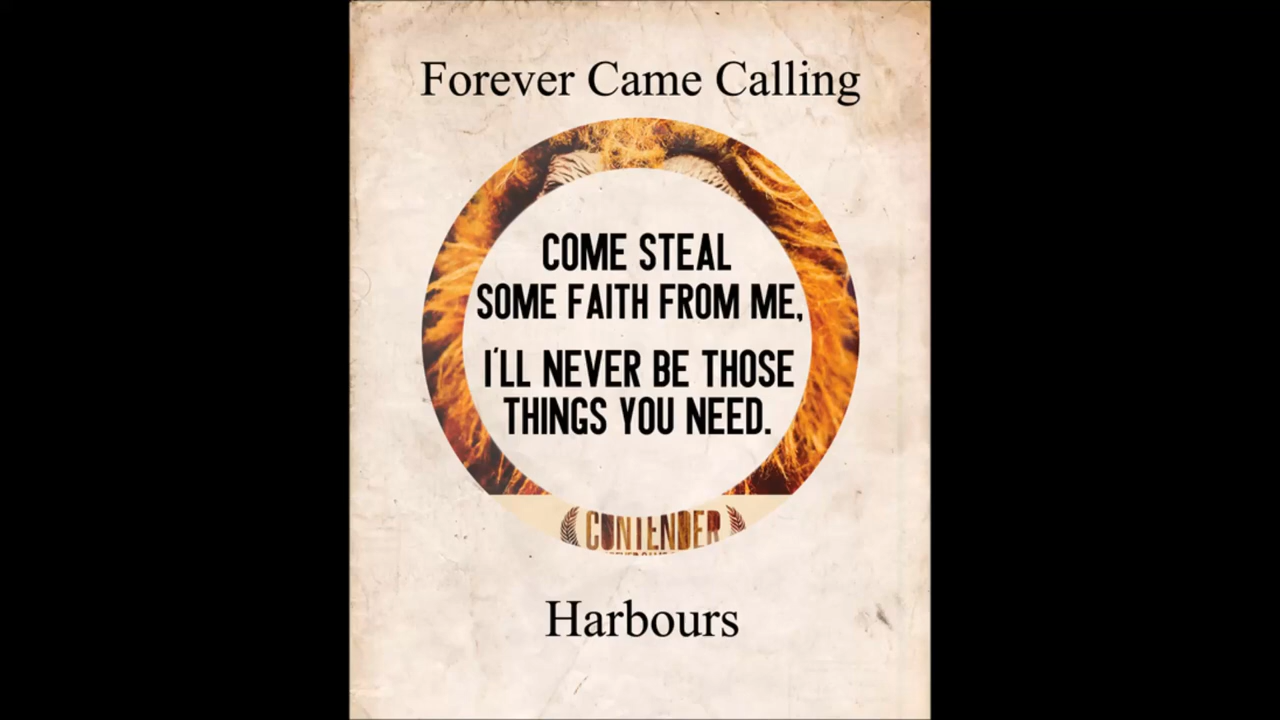 Forever Came Calling
COME STEAL
SOME FAITH FROM ME,
I'LL NEVER BE THOSE
THINGS YOU NEED.
CONTENDER
Harbours